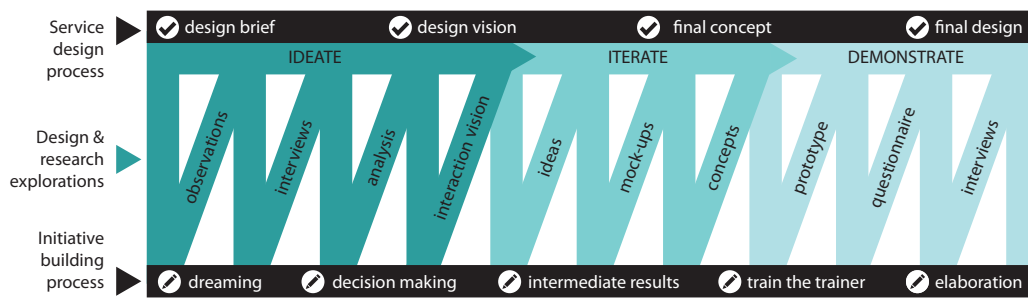 Service
design
process
design brief
design vision
final concept
final design
IDEATE
ITERATE
DEMONSTRATE
Design &
research
explorations
observations
interviews
analysis
interaction vision
ideas
mock-ups
concepts
prototype
questionnaire
interviews
Initiative
building
process
dreaming
decision making
intermediate results
train the trainer
elaboration